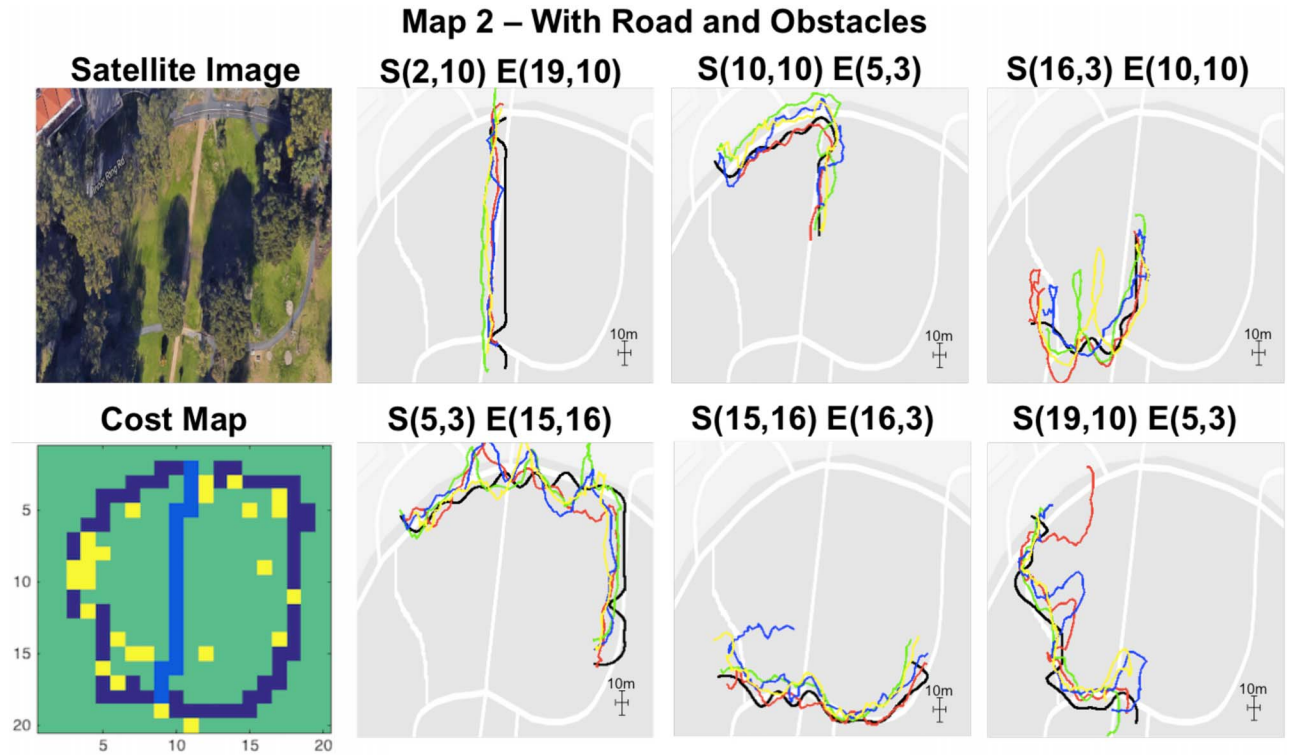 Map 2 – With Road and Obstacles
Satellite Image
S(2,10) E(19,10)
S(10,10) E(5,3)
S(16,3) E(10,10)
10m
10m
10m
Cost Map
S(5,3) E(15,16)
S(15,16) E(16,3)
S(19,10) E(5,3)
5
10
15
20
5
10
15
20
10m
10m
10m